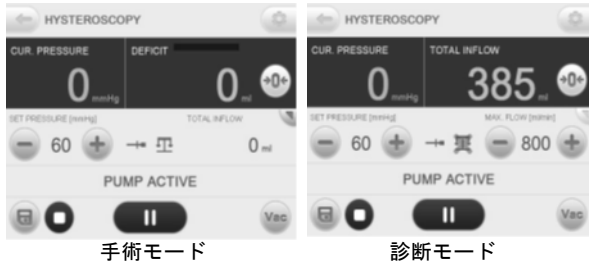 HYSTEROSCOPY
CUR. PRESSURE
DEFICIT
0 mmHg
0 ml
→0←
SET PRESSURE [mmHg]
TOTAL INFLOW
60
0 ml
PUMP ACTIVE
Vac
手術モード
HYSTEROSCOPY
CUR. PRESSURE
TOTAL INFLOW
0 mmHg
385 ml
→0←
SET PRESSURE [mmHg]
MAX. FLOW [ml/min]
60
800
PUMP ACTIVE
Vac
診断モード